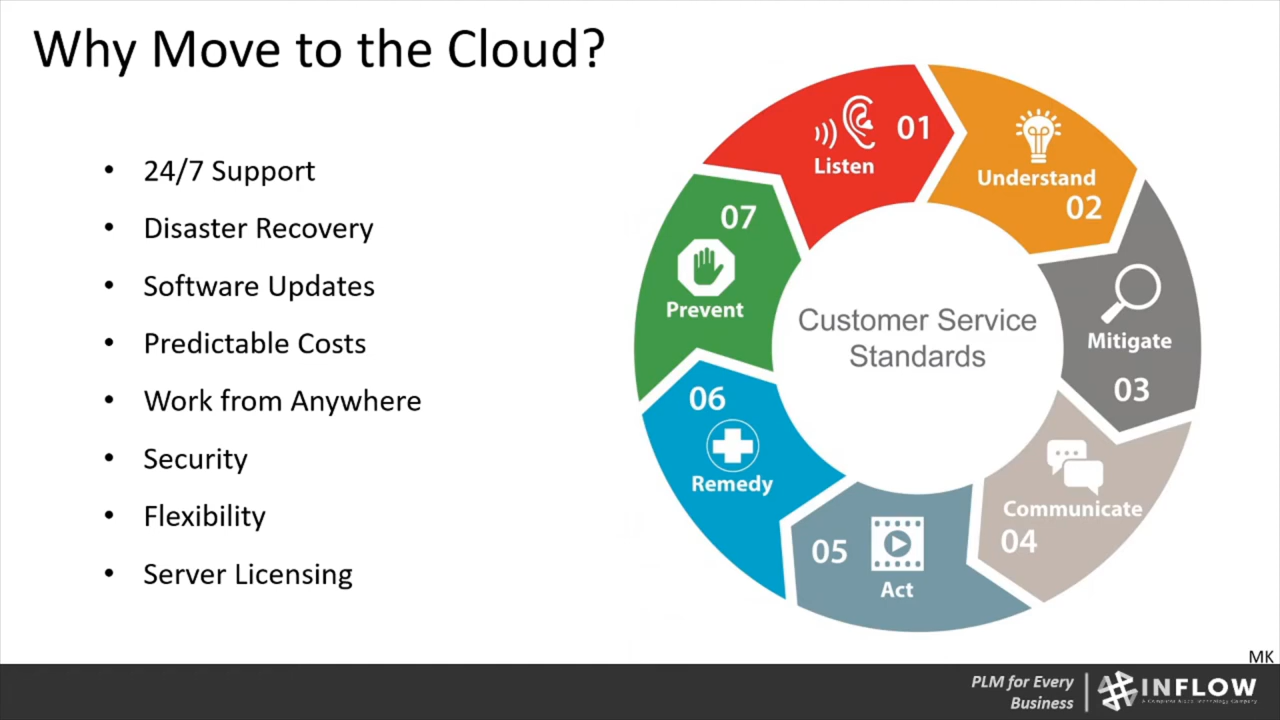 Why Move to the Cloud?
• 24/7 Support
• Disaster Recovery
• Software Updates
• Predictable Costs
• Work from Anywhere
• Security
• Flexibility
• Server Licensing
01
Listen
Understand
02
Mitigate
03
Communicate
04
05
Act
06
Remedy
07
Prevent
Customer Service
Standards
MK
PLM for Every
Business
INFLOW